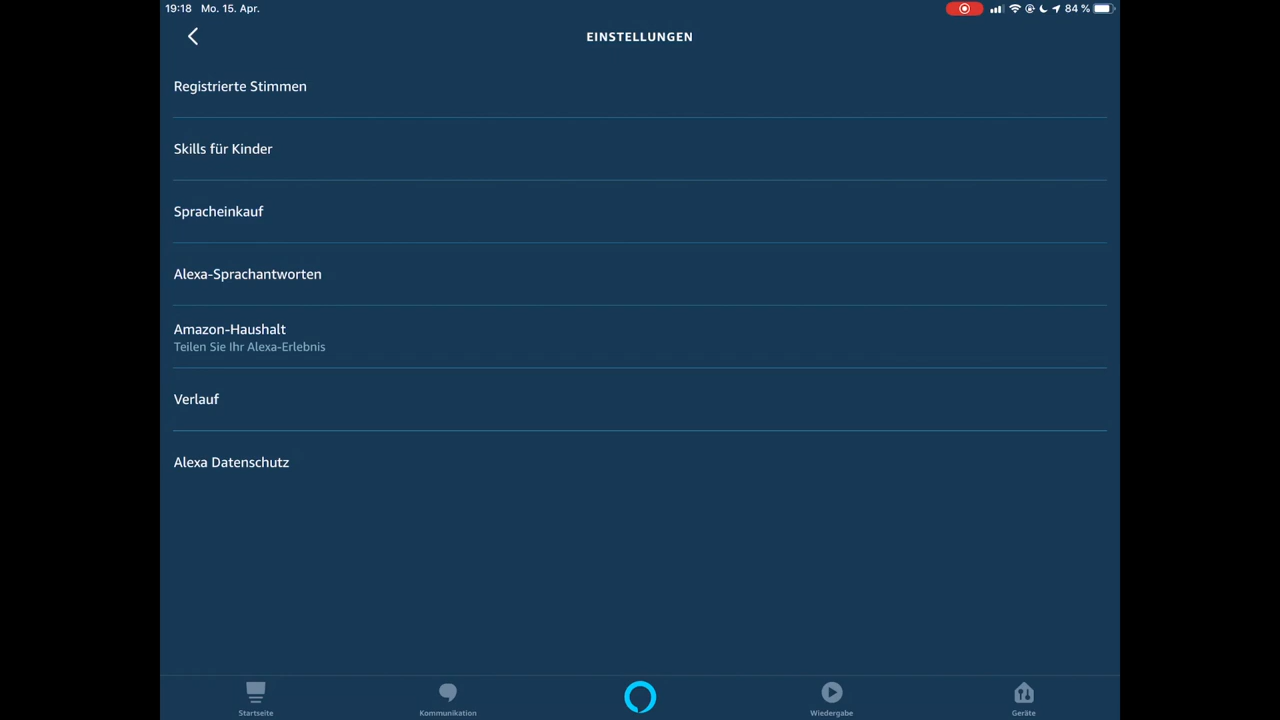 19:18 Mo. 15. Apr.
84 %
EINSTELLUNGEN
Registrierte Stimmen
Skills für Kinder
Spracheinkauf
Alexa-Sprachantworten
Amazon-Haushalt
Teilen Sie Ihr Alexa-Erlebnis
Verlauf
Alexa Datenschutz
Startseite
Kommunikation
Wiedergabe
Geräte